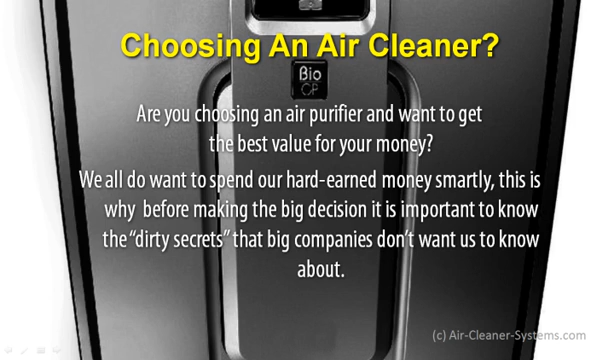 Choosing An Air Cleaner?
Bio
GP
Are you choosing an air purifier and want to get
the best value for your money?
We all do want to spend our hard-earned money smartly, this is
why before making the big decision it is important to know
the "dirty secrets" that big companies don't want us to know
about.
(c) Air-Cleaner-Systems.com